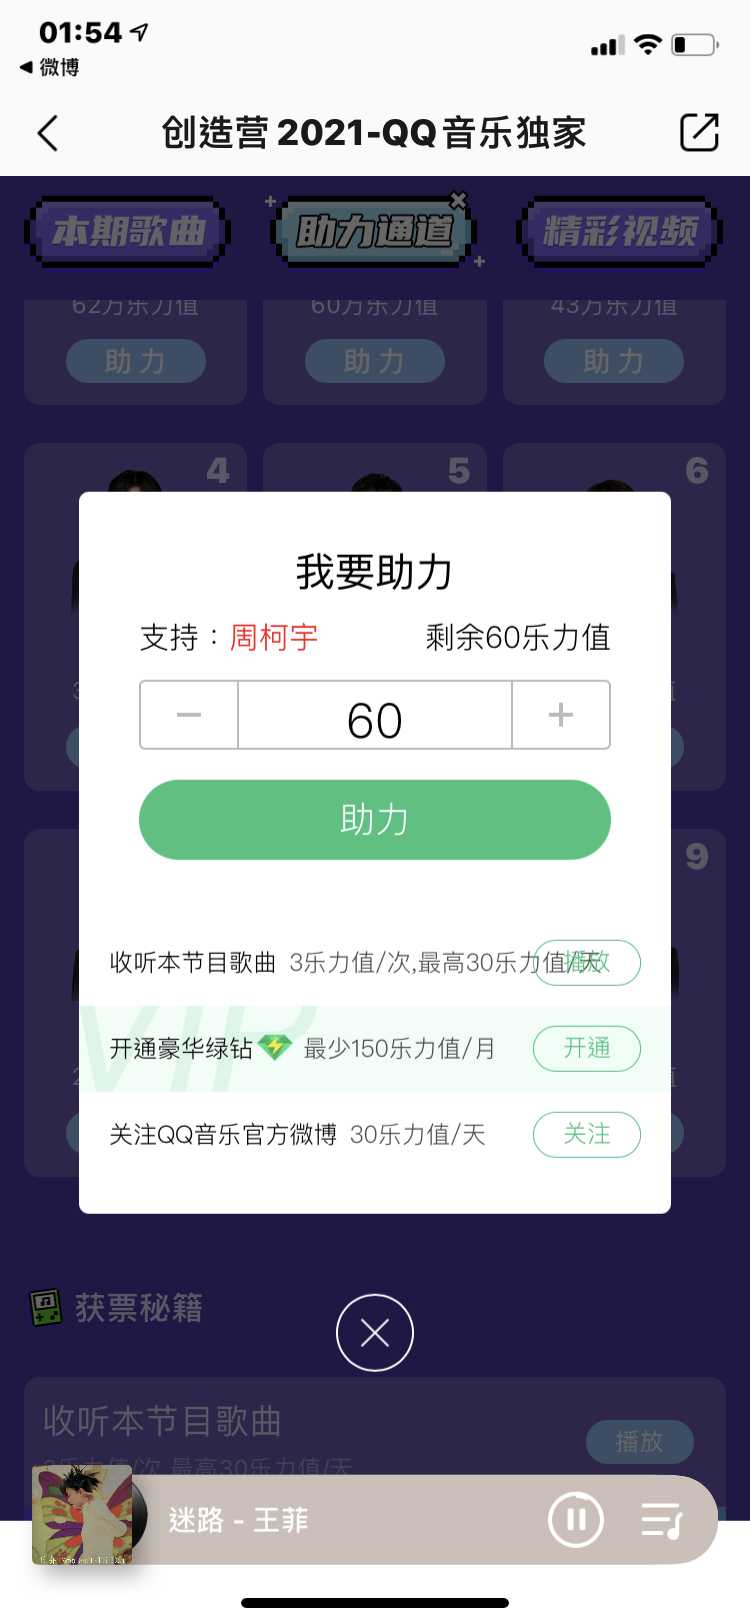 01:54
微博
创造营 2021-QQ音乐独家
本期歌曲 助力通道 精彩视频
62万乐力值 60万乐力值 43万乐力值
助力 助力 助力
4 5 6
我要助力
支持：周柯宇 剩余60乐力值
− 60 +
助力
9
收听本节目歌曲 3乐力值/次,最高30乐力值/天 播放
VIP
开通豪华绿钻 最少150乐力值/月 开通
关注QQ音乐官方微博 30乐力值/天 关注
获票秘籍
收听本节目歌曲
播放
3乐力值/次,最高30乐力值/天
迷路 - 王菲